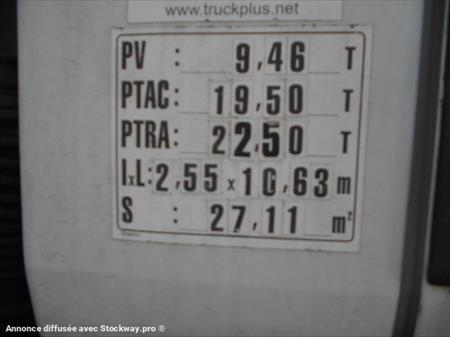 www.truckplus.net
PV : 9,46 T
PTAC : 19,50 T
PTRA : 22,50 T
IxL : 2,55 x 10,63 m
S : 27,11 m²
Annonce diffusée avec Stockway.pro ®